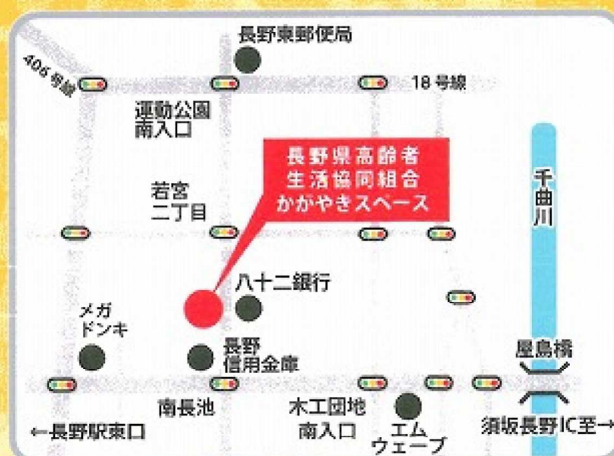 長野東郵便局
406号線
18号線
運動公園
南入口
長野県高齢者
生活協同組合
かがやきスペース
若宮
二丁目
千曲川
八十二銀行
メガ
ドンキ
長野
信用金庫
屋島橋
南長池
木工団地
南入口
エム
ウェーブ
←長野駅東口
須坂長野IC至→